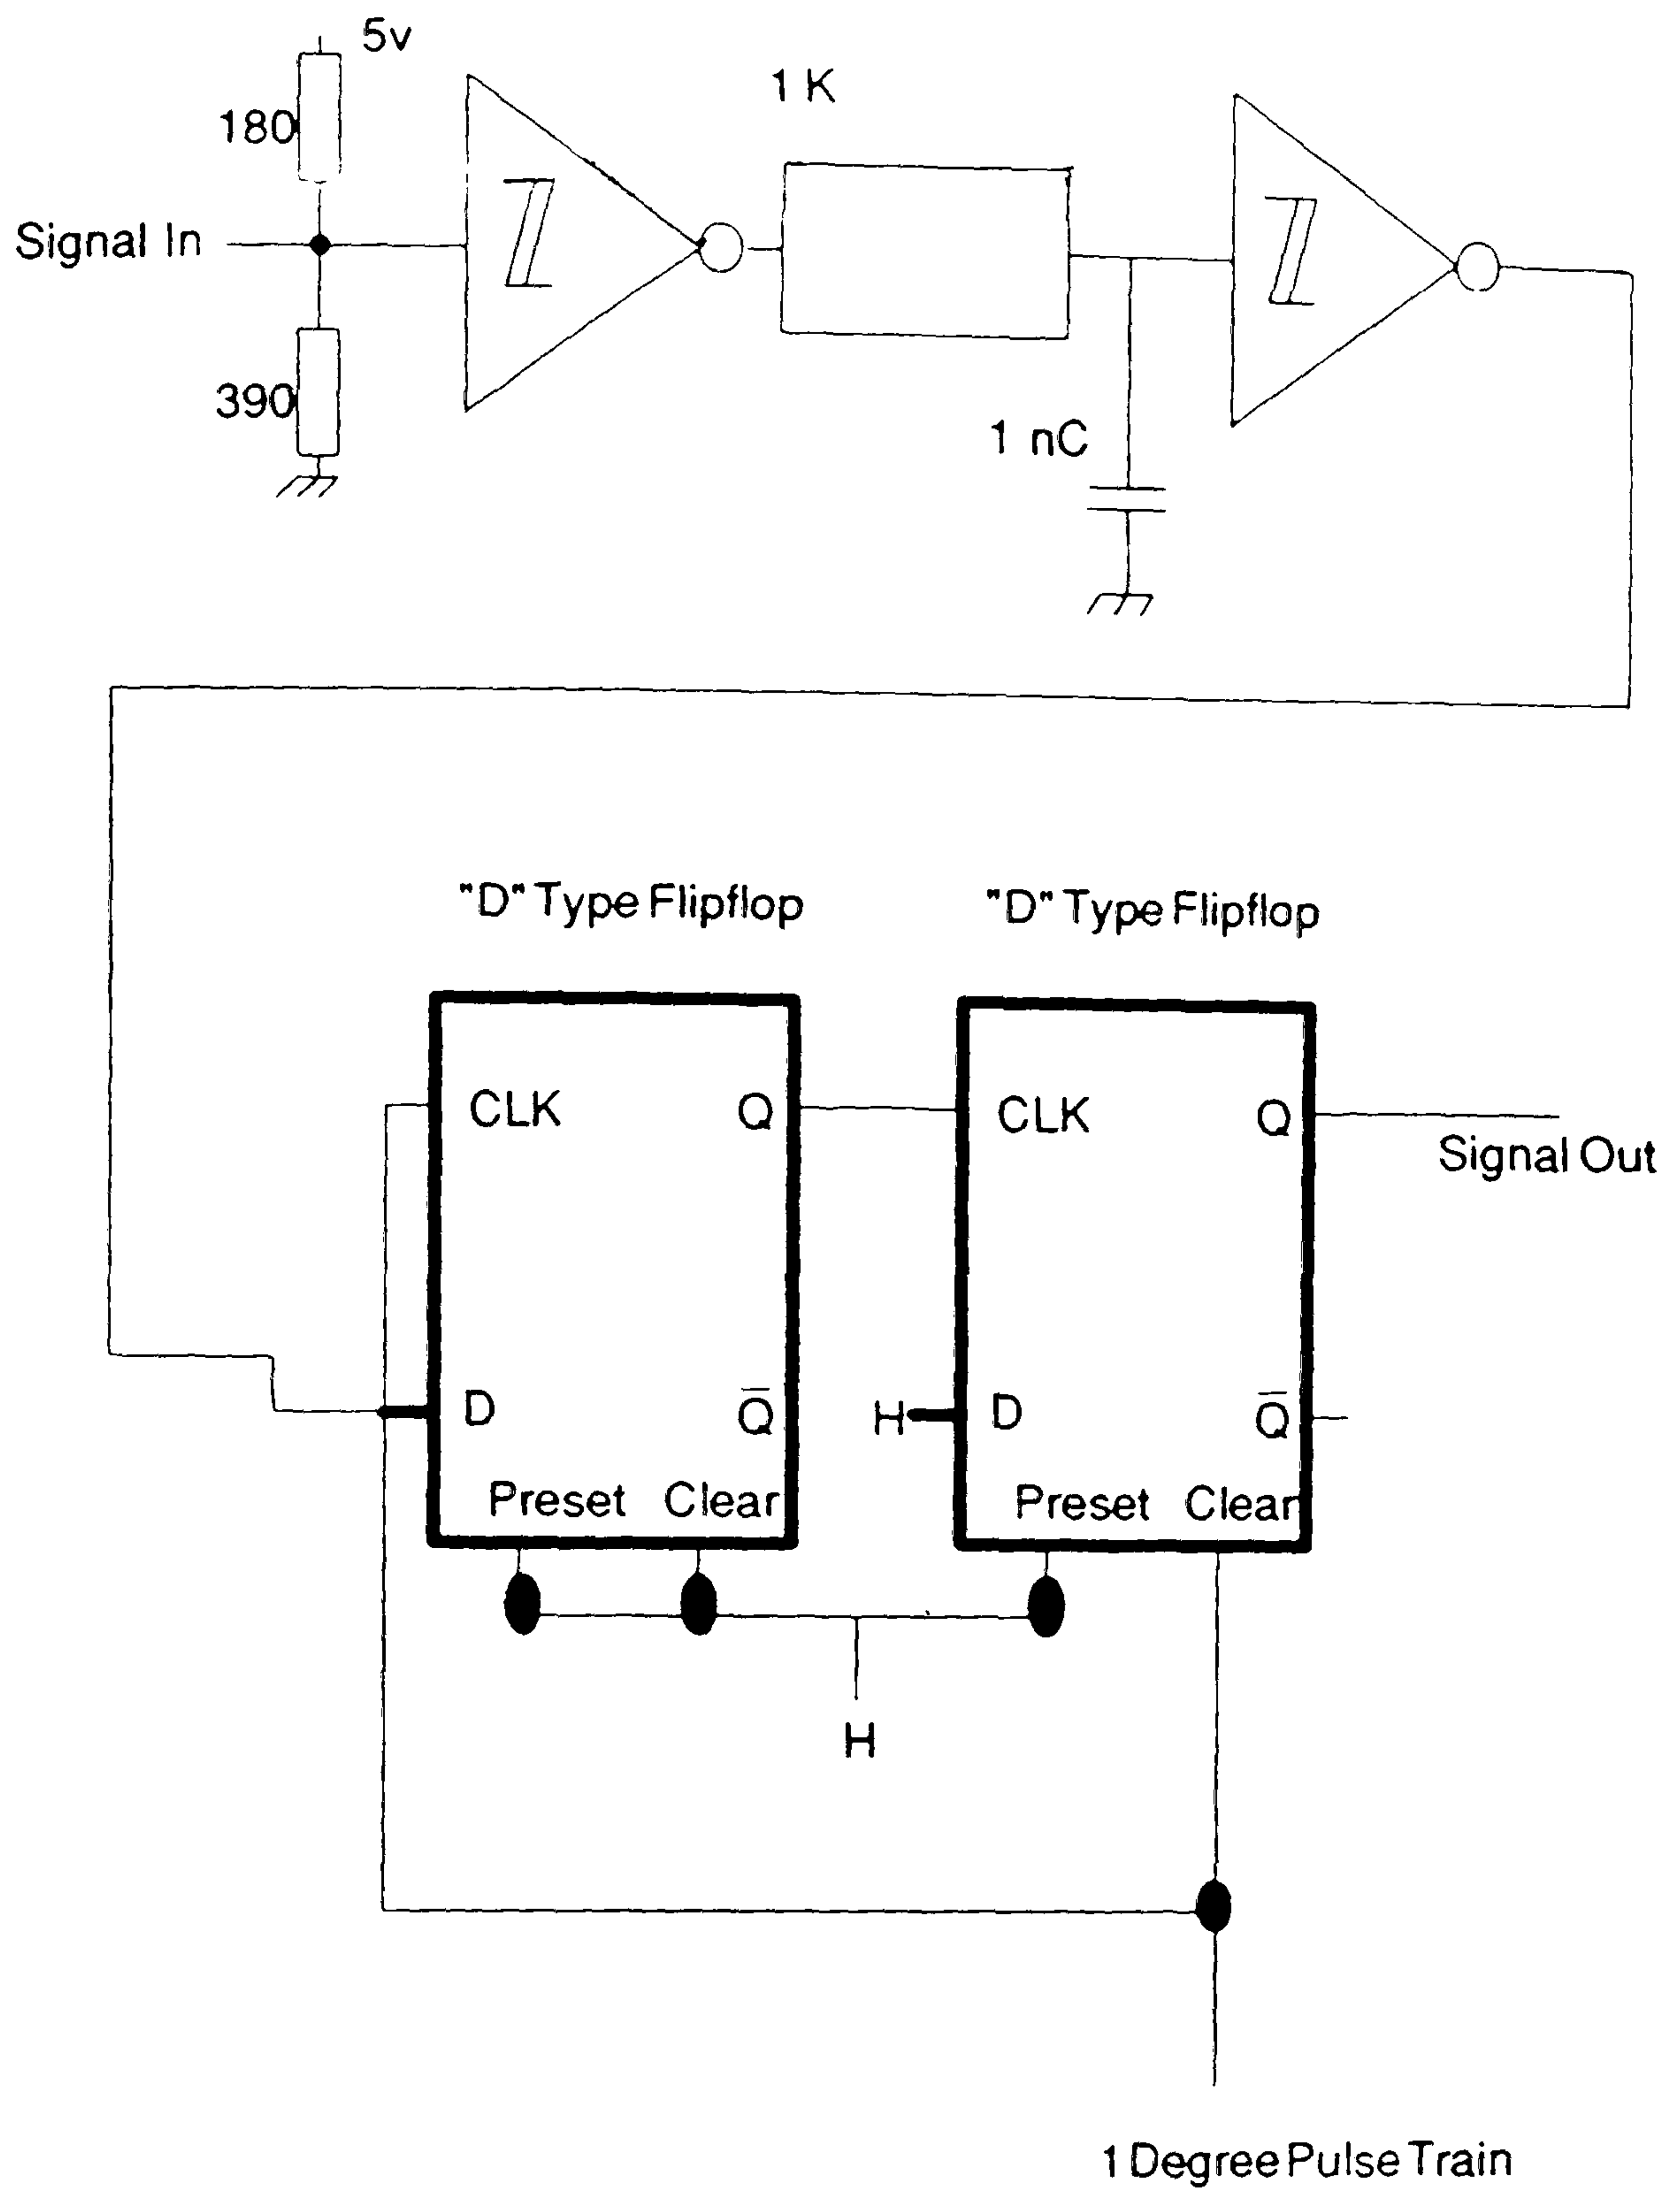 5v
180
1 K
Signal In
390
1 nC
"D" Type Flipflop
"D" Type Flipflop
CLK
Q
CLK
Q
Signal Out
D
Q̅
H
D
Q̅
Preset Clear
Preset Clear
H
1 Degree Pulse Train